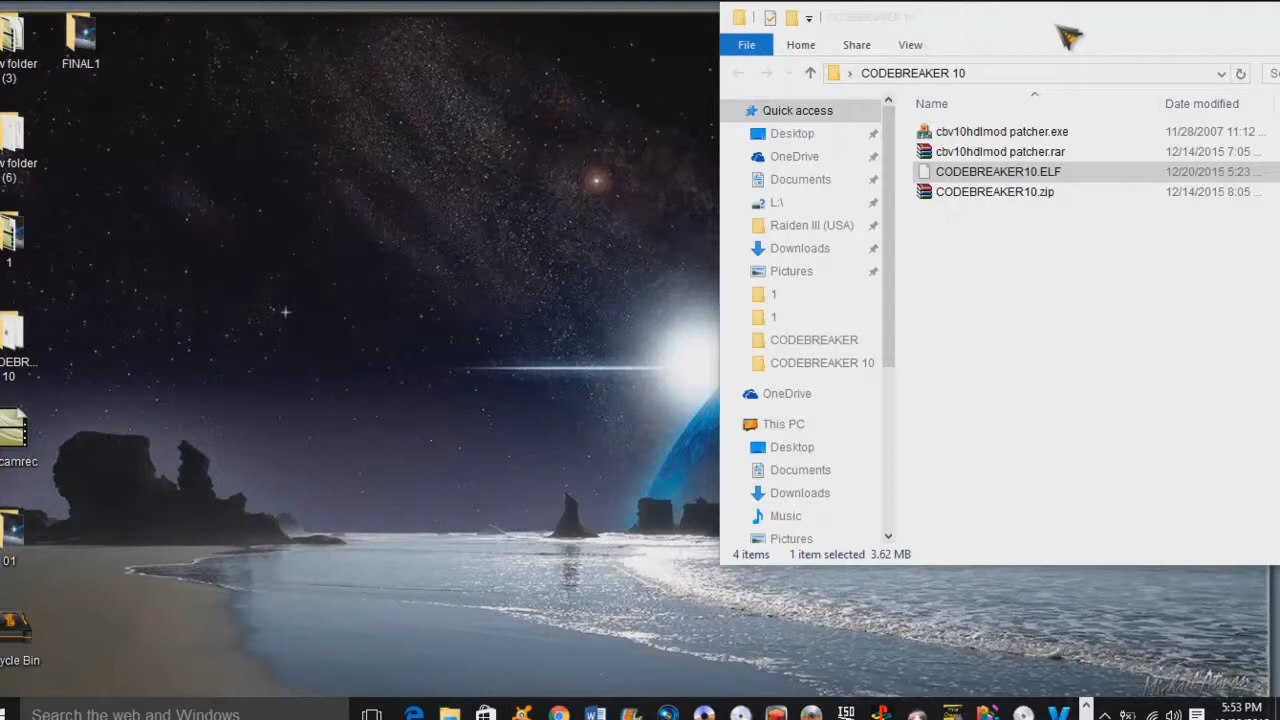 w folder
(3)
FINAL1
w folder
(6)
1
DEBR...
10
camrec
01
cycle Bin
CODEBREAKER 10
File Home Share View
CODEBREAKER 10
Quick access
Desktop
OneDrive
Documents
L:\
Raiden III (USA)
Downloads
Pictures
1
1
CODEBREAKER
CODEBREAKER 10
OneDrive
This PC
Desktop
Documents
Downloads
Music
Pictures
Name Date modified
cbv10hdlmod patcher.exe 11/28/2007 11:12 ...
cbv10hdlmod patcher.rar 12/14/2015 7:05 ...
CODEBREAKER10.ELF 12/20/2015 5:23 ...
CODEBREAKER10.zip 12/14/2015 8:05 ...
4 items 1 item selected 3.62 MB
Search the web and Windows
ISO
5:53 PM